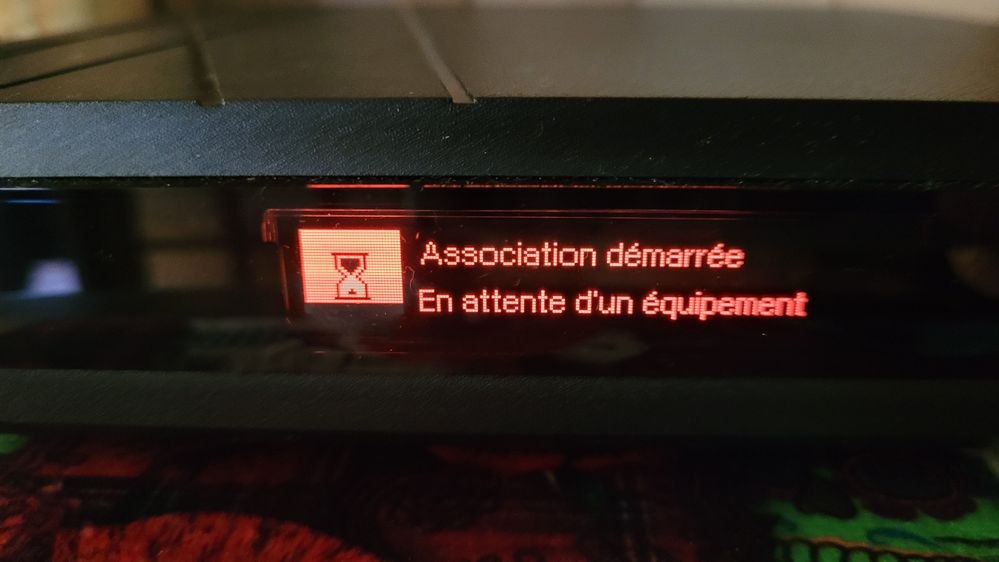 Association démarrée
En attente d'un équipement